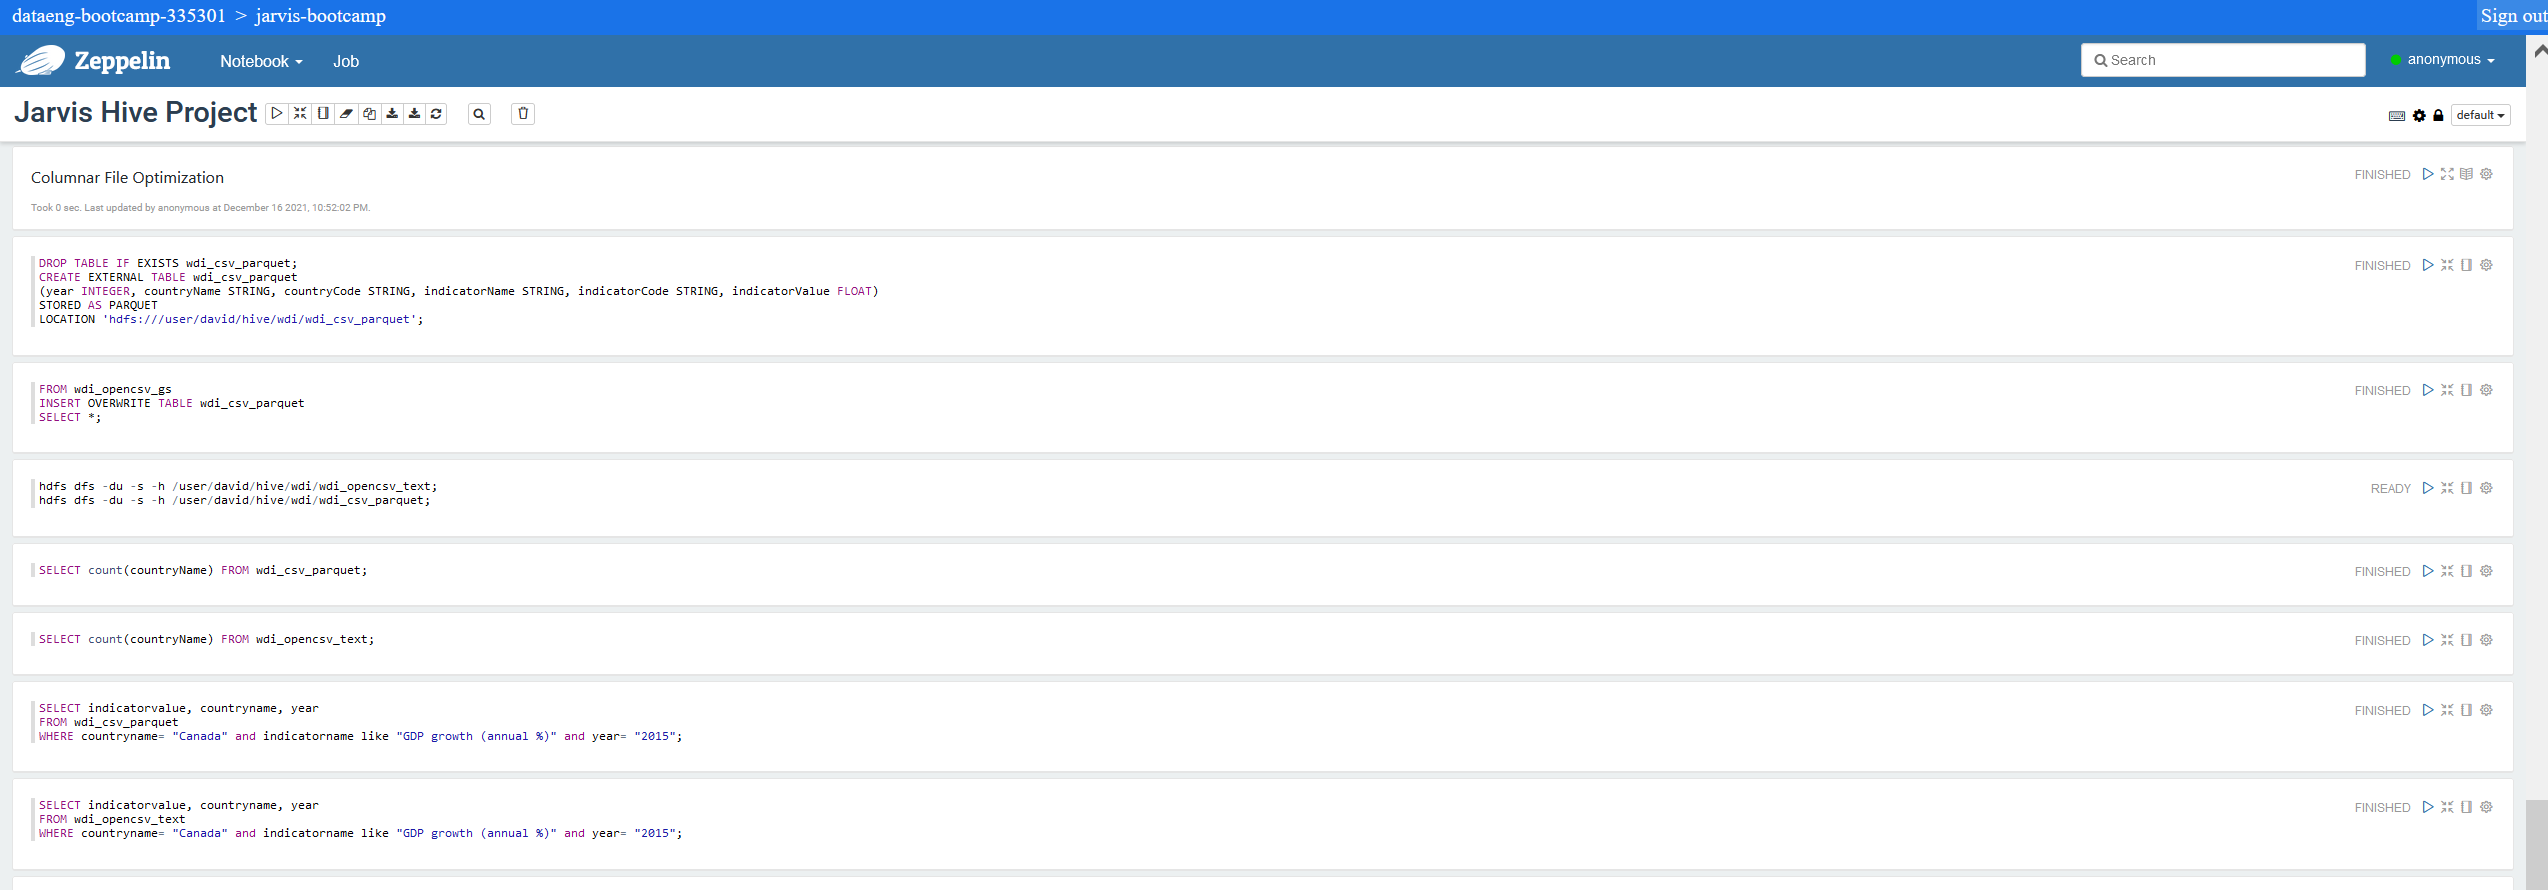 dataeng-bootcamp-335301 > jarvis-bootcamp
Sign out
Zeppelin
Notebook
Job
Search
anonymous
Jarvis Hive Project
default
Columnar File Optimization
FINISHED
Took 0 sec. Last updated by anonymous at December 16 2021, 10:52:02 PM.
DROP TABLE IF EXISTS wdi_csv_parquet;
FINISHED
CREATE EXTERNAL TABLE wdi_csv_parquet
(year INTEGER, countryName STRING, countryCode STRING, indicatorName STRING, indicatorCode STRING, indicatorValue FLOAT)
STORED AS PARQUET
LOCATION 'hdfs:///user/david/hive/wdi/wdi_csv_parquet';
FROM wdi_opencsv_gs
FINISHED
INSERT OVERWRITE TABLE wdi_csv_parquet
SELECT *;
hdfs dfs -du -s -h /user/david/hive/wdi/wdi_opencsv_text;
READY
hdfs dfs -du -s -h /user/david/hive/wdi/wdi_csv_parquet;
SELECT count(countryName) FROM wdi_csv_parquet;
FINISHED
SELECT count(countryName) FROM wdi_opencsv_text;
FINISHED
SELECT indicatorvalue, countryname, year
FINISHED
FROM wdi_csv_parquet
WHERE countryname= "Canada" and indicatorname like "GDP growth (annual %)" and year= "2015";
SELECT indicatorvalue, countryname, year
FINISHED
FROM wdi_opencsv_text
WHERE countryname= "Canada" and indicatorname like "GDP growth (annual %)" and year= "2015";